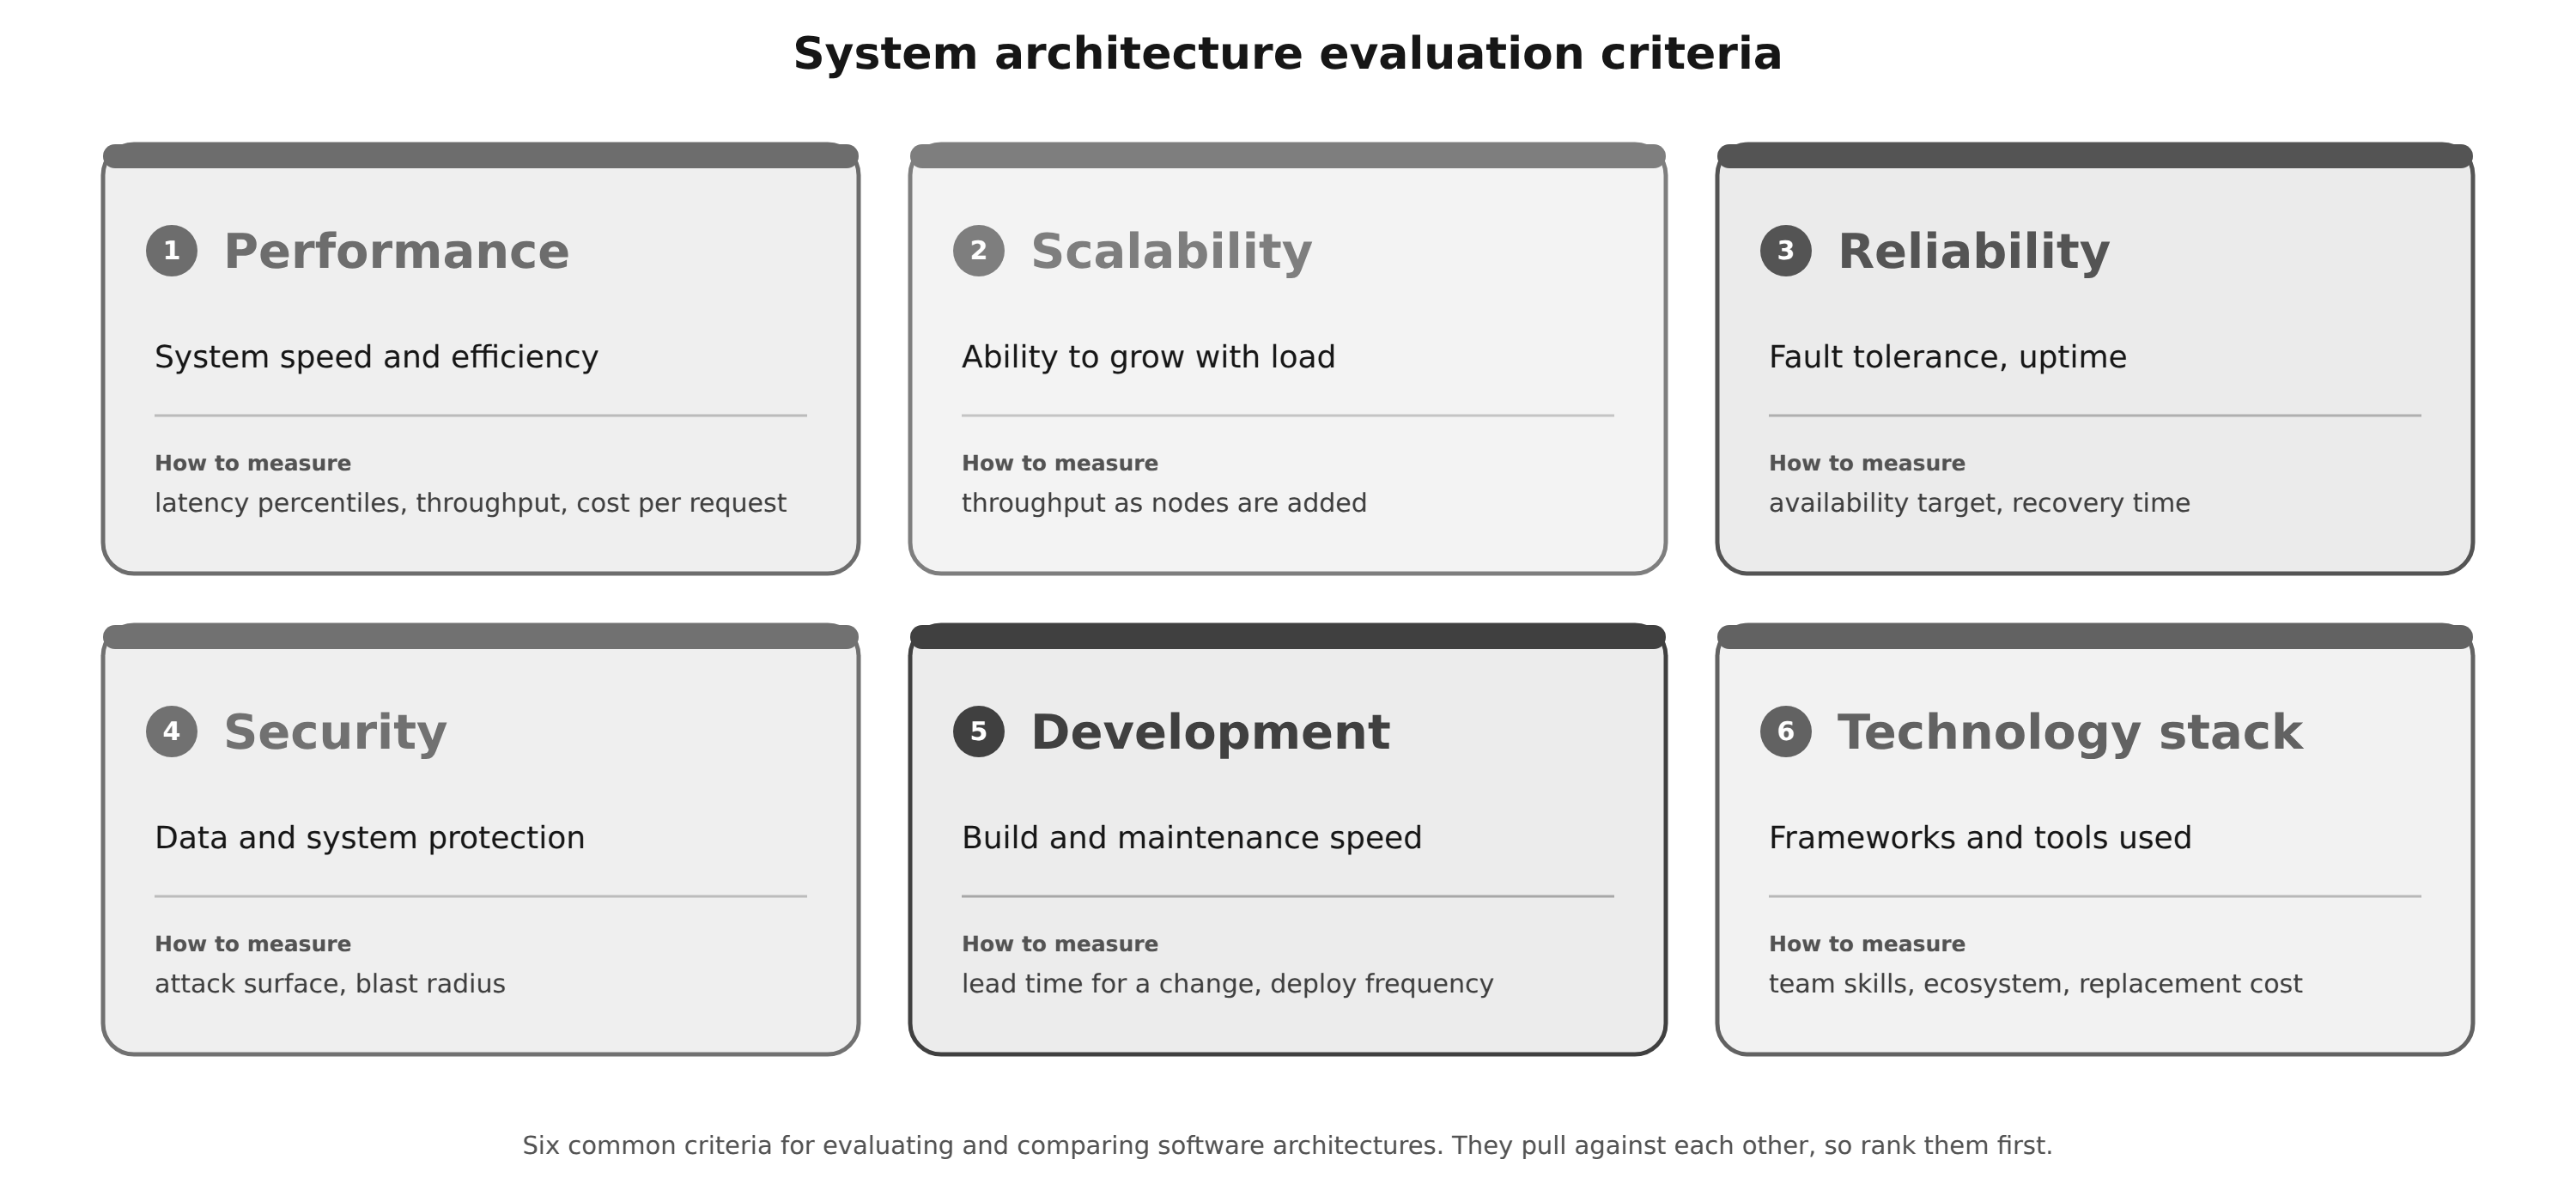 System architecture evaluation criteria
1 Performance
System speed and efficiency
How to measure
latency percentiles, throughput, cost per request
2 Scalability
Ability to grow with load
How to measure
throughput as nodes are added
3 Reliability
Fault tolerance, uptime
How to measure
availability target, recovery time
4 Security
Data and system protection
How to measure
attack surface, blast radius
5 Development
Build and maintenance speed
How to measure
lead time for a change, deploy frequency
6 Technology stack
Frameworks and tools used
How to measure
team skills, ecosystem, replacement cost
Six common criteria for evaluating and comparing software architectures. They pull against each other, so rank them first.